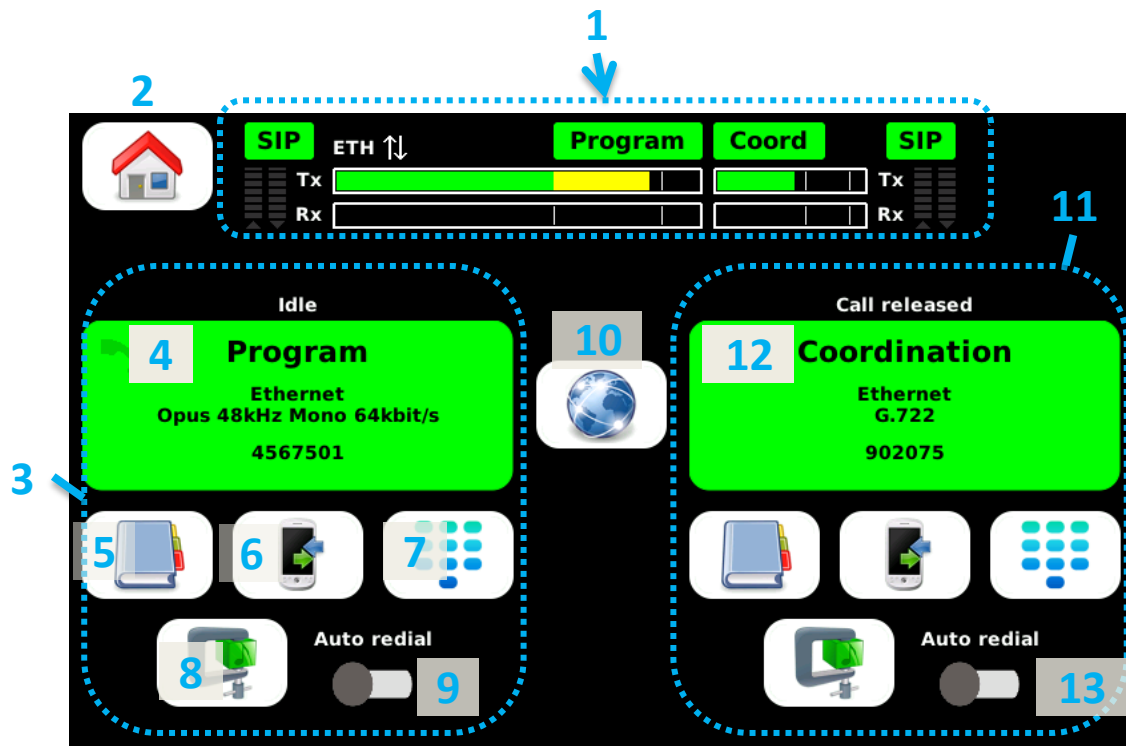 1
2
SIP ETH Program Coord SIP
Tx Tx
Rx Rx
11
3
Idle
4 Program
Ethernet
Opus 48kHz Mono 64kbit/s
4567501
10
Call released
12 Coordination
Ethernet
G.722
902075
5 6 7
8 Auto redial
9
Auto redial
13